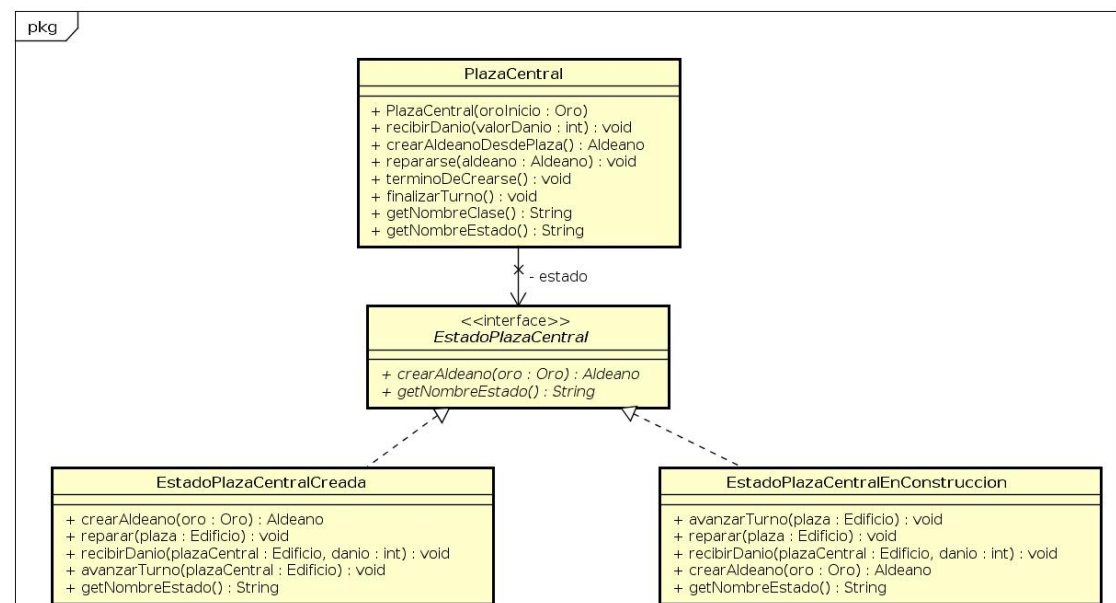 pkg
PlazaCentral
+ PlazaCentral(oroInicio : Oro)
+ recibirDanio(valorDanio : int) : void
+ crearAldeanoDesdePlaza() : Aldeano
+ repararse(aldeano : Aldeano) : void
+ terminoDeCrearse() : void
+ finalizarTurno() : void
+ getNombreClase() : String
+ getNombreEstado() : String
- estado
<<interface>>
EstadoPlazaCentral
+ crearAldeano(oro : Oro) : Aldeano
+ getNombreEstado() : String
EstadoPlazaCentralCreada
+ crearAldeano(oro : Oro) : Aldeano
+ reparar(plaza : Edificio) : void
+ recibirDanio(plazaCentral : Edificio, danio : int) : void
+ avanzarTurno(plazaCentral : Edificio) : void
+ getNombreEstado() : String
EstadoPlazaCentralEnConstruccion
+ avanzarTurno(plaza : Edificio) : void
+ reparar(plaza : Edificio) : void
+ recibirDanio(plazaCentral : Edificio, danio : int) : void
+ crearAldeano(oro : Oro) : Aldeano
+ getNombreEstado() : String